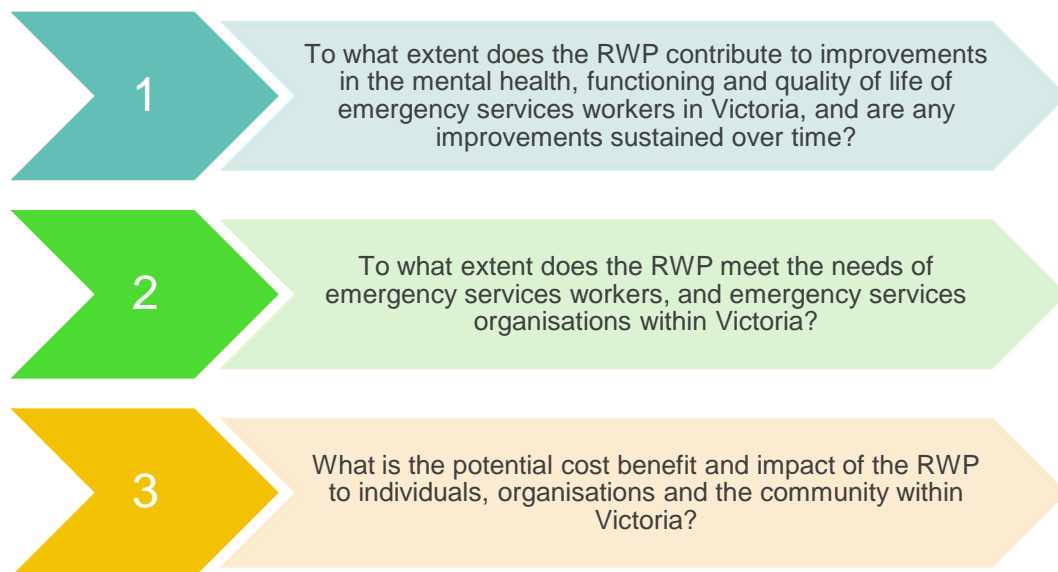 1
To what extent does the RWP contribute to improvements
in the mental health, functioning and quality of life of
emergency services workers in Victoria, and are any
improvements sustained over time?
2
To what extent does the RWP meet the needs of
emergency services workers, and emergency services
organisations within Victoria?
3
What is the potential cost benefit and impact of the RWP
to individuals, organisations and the community within
Victoria?